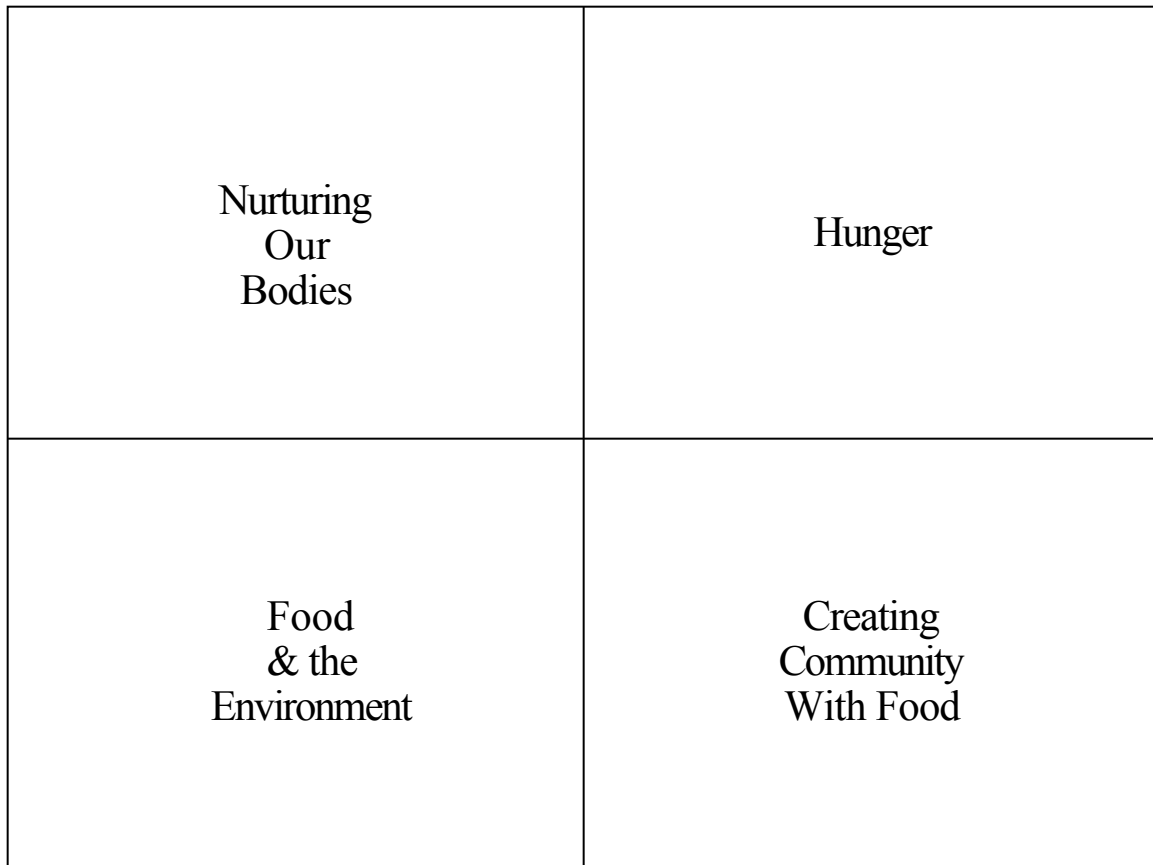 Nurturing
Our
Bodies
Hunger
Food
& the
Environment
Creating
Community
With Food